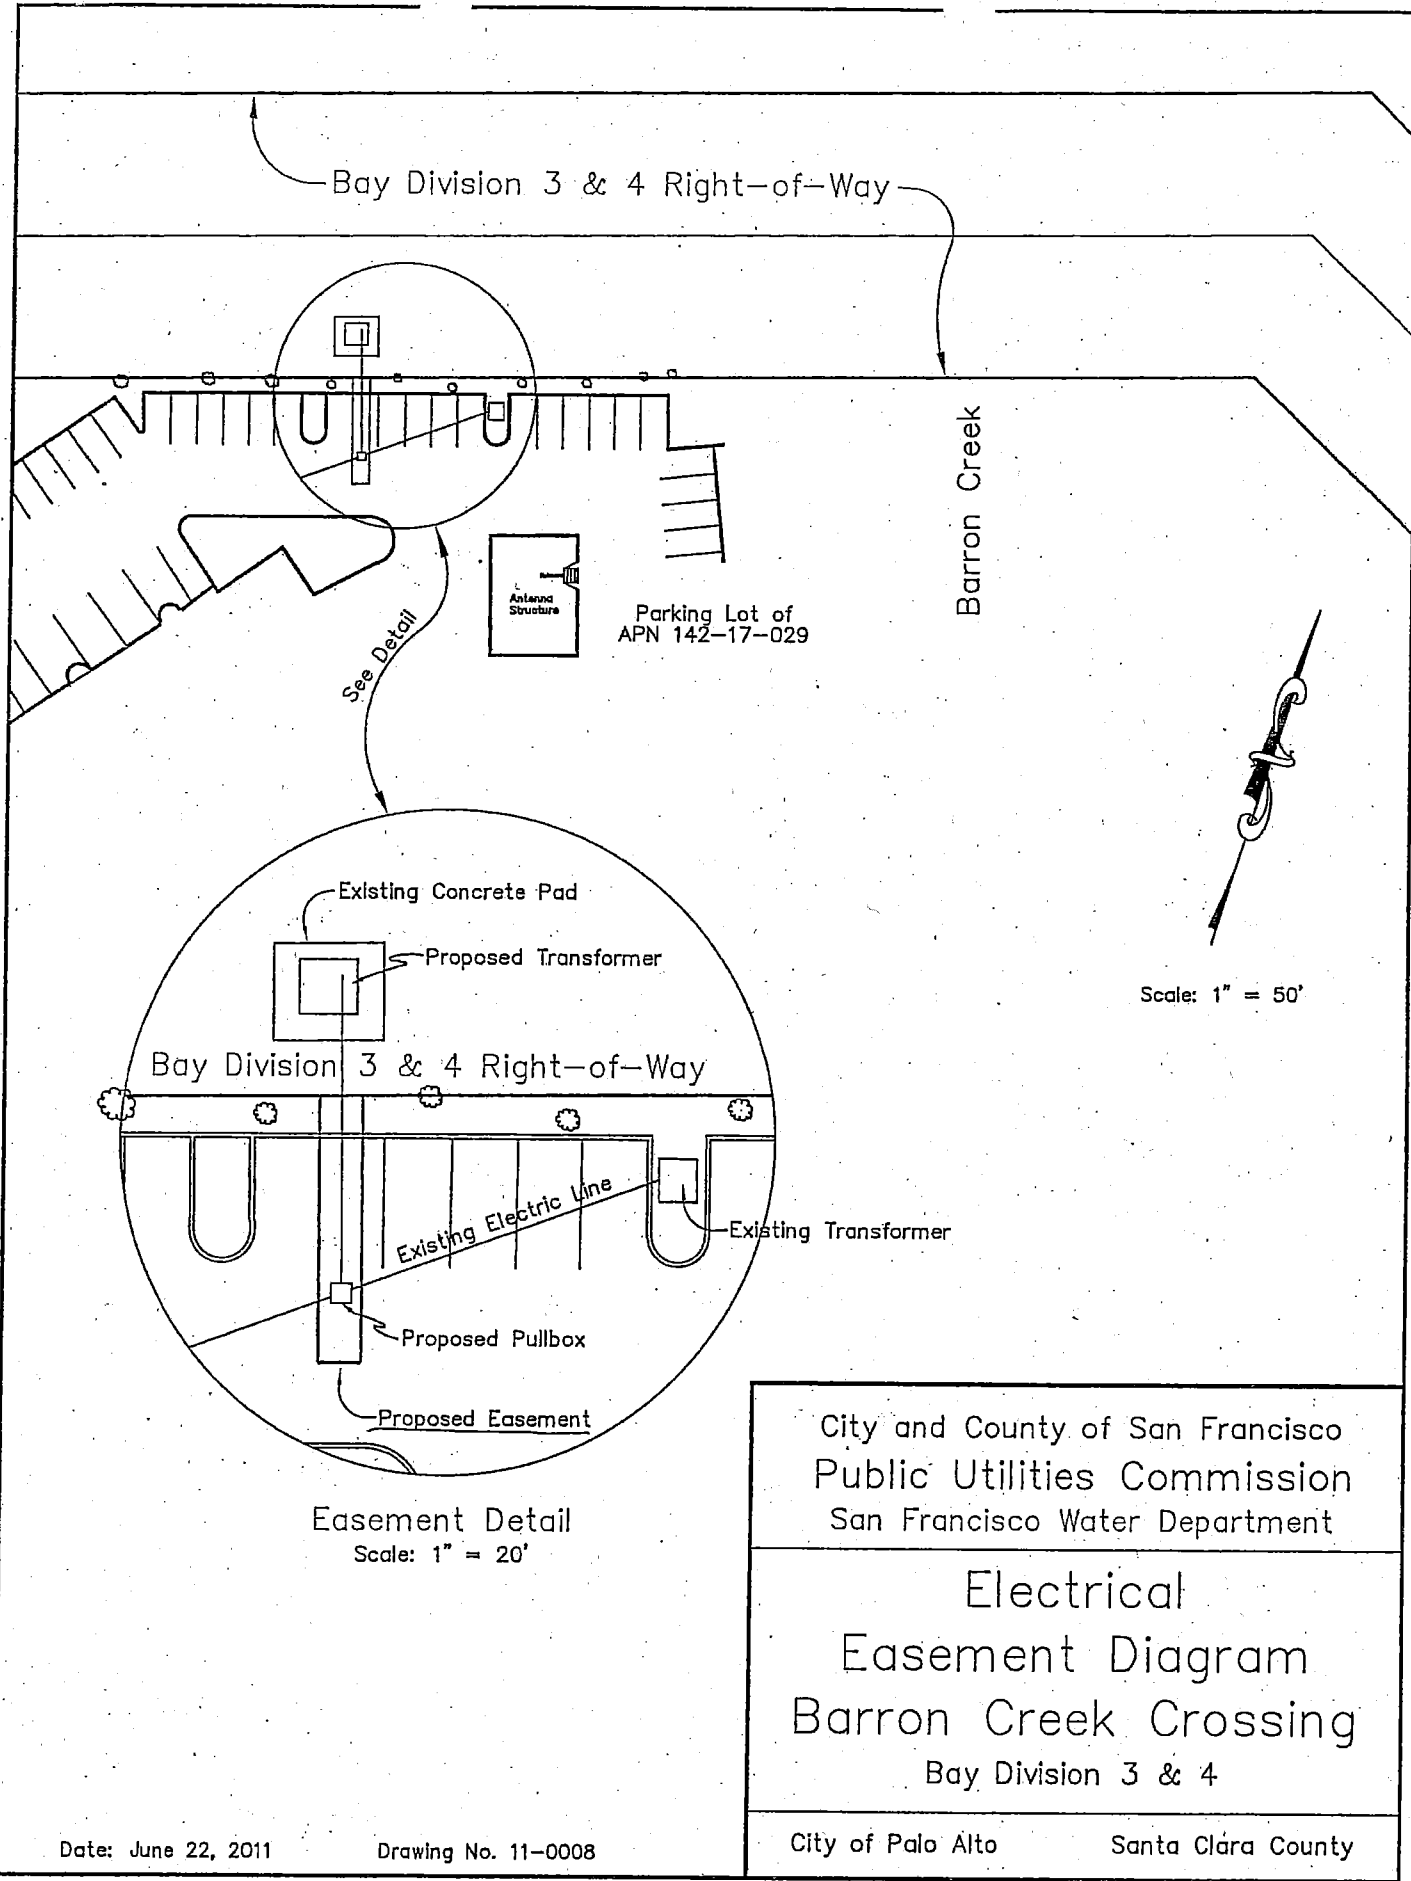 Bay Division 3 & 4 Right-of-Way
Barron Creek
Antenna
Structure
Parking Lot of
APN 142-17-029
See Detail
Existing Concrete Pad
Proposed Transformer
Scale: 1" = 50'
Bay Division 3 & 4 Right-of-Way
Existing Electric Line
Existing Transformer
Proposed Pullbox
Proposed Easement
Easement Detail
Scale: 1" = 20'
City and County of San Francisco
Public Utilities Commission
San Francisco Water Department
Electrical
Easement Diagram
Barron Creek Crossing
Bay Division 3 & 4
City of Palo Alto Santa Clara County
Date: June 22, 2011 Drawing No. 11-0008